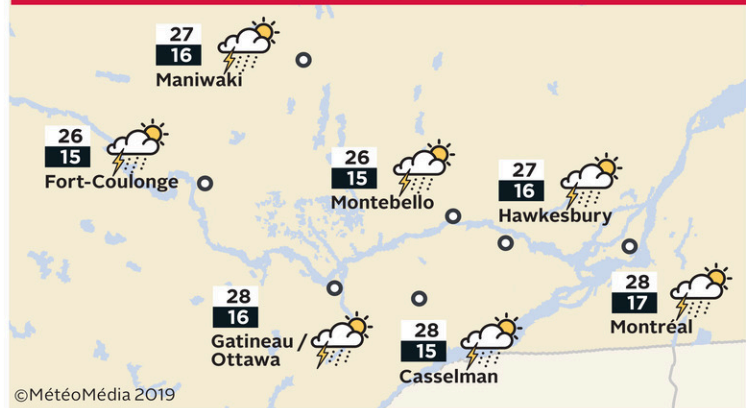 27
16
Maniwaki
26
15
Fort-Coulonge
26
15
Montebello
27
16
Hawkesbury
28
16
Gatineau /
Ottawa
28
15
Casselman
28
17
Montréal
©MétéoMédia 2019